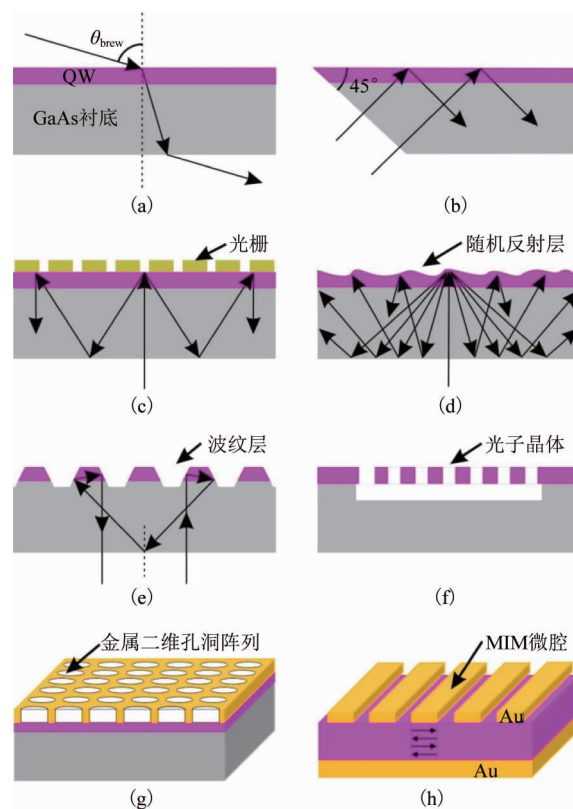 θbrew
QW
GaAs衬底
(a)
45°
(b)
光栅
(c)
随机反射层
(d)
波纹层
(e)
光子晶体
(f)
金属二维孔洞阵列
(g)
MIM微腔
Au
Au
(h)